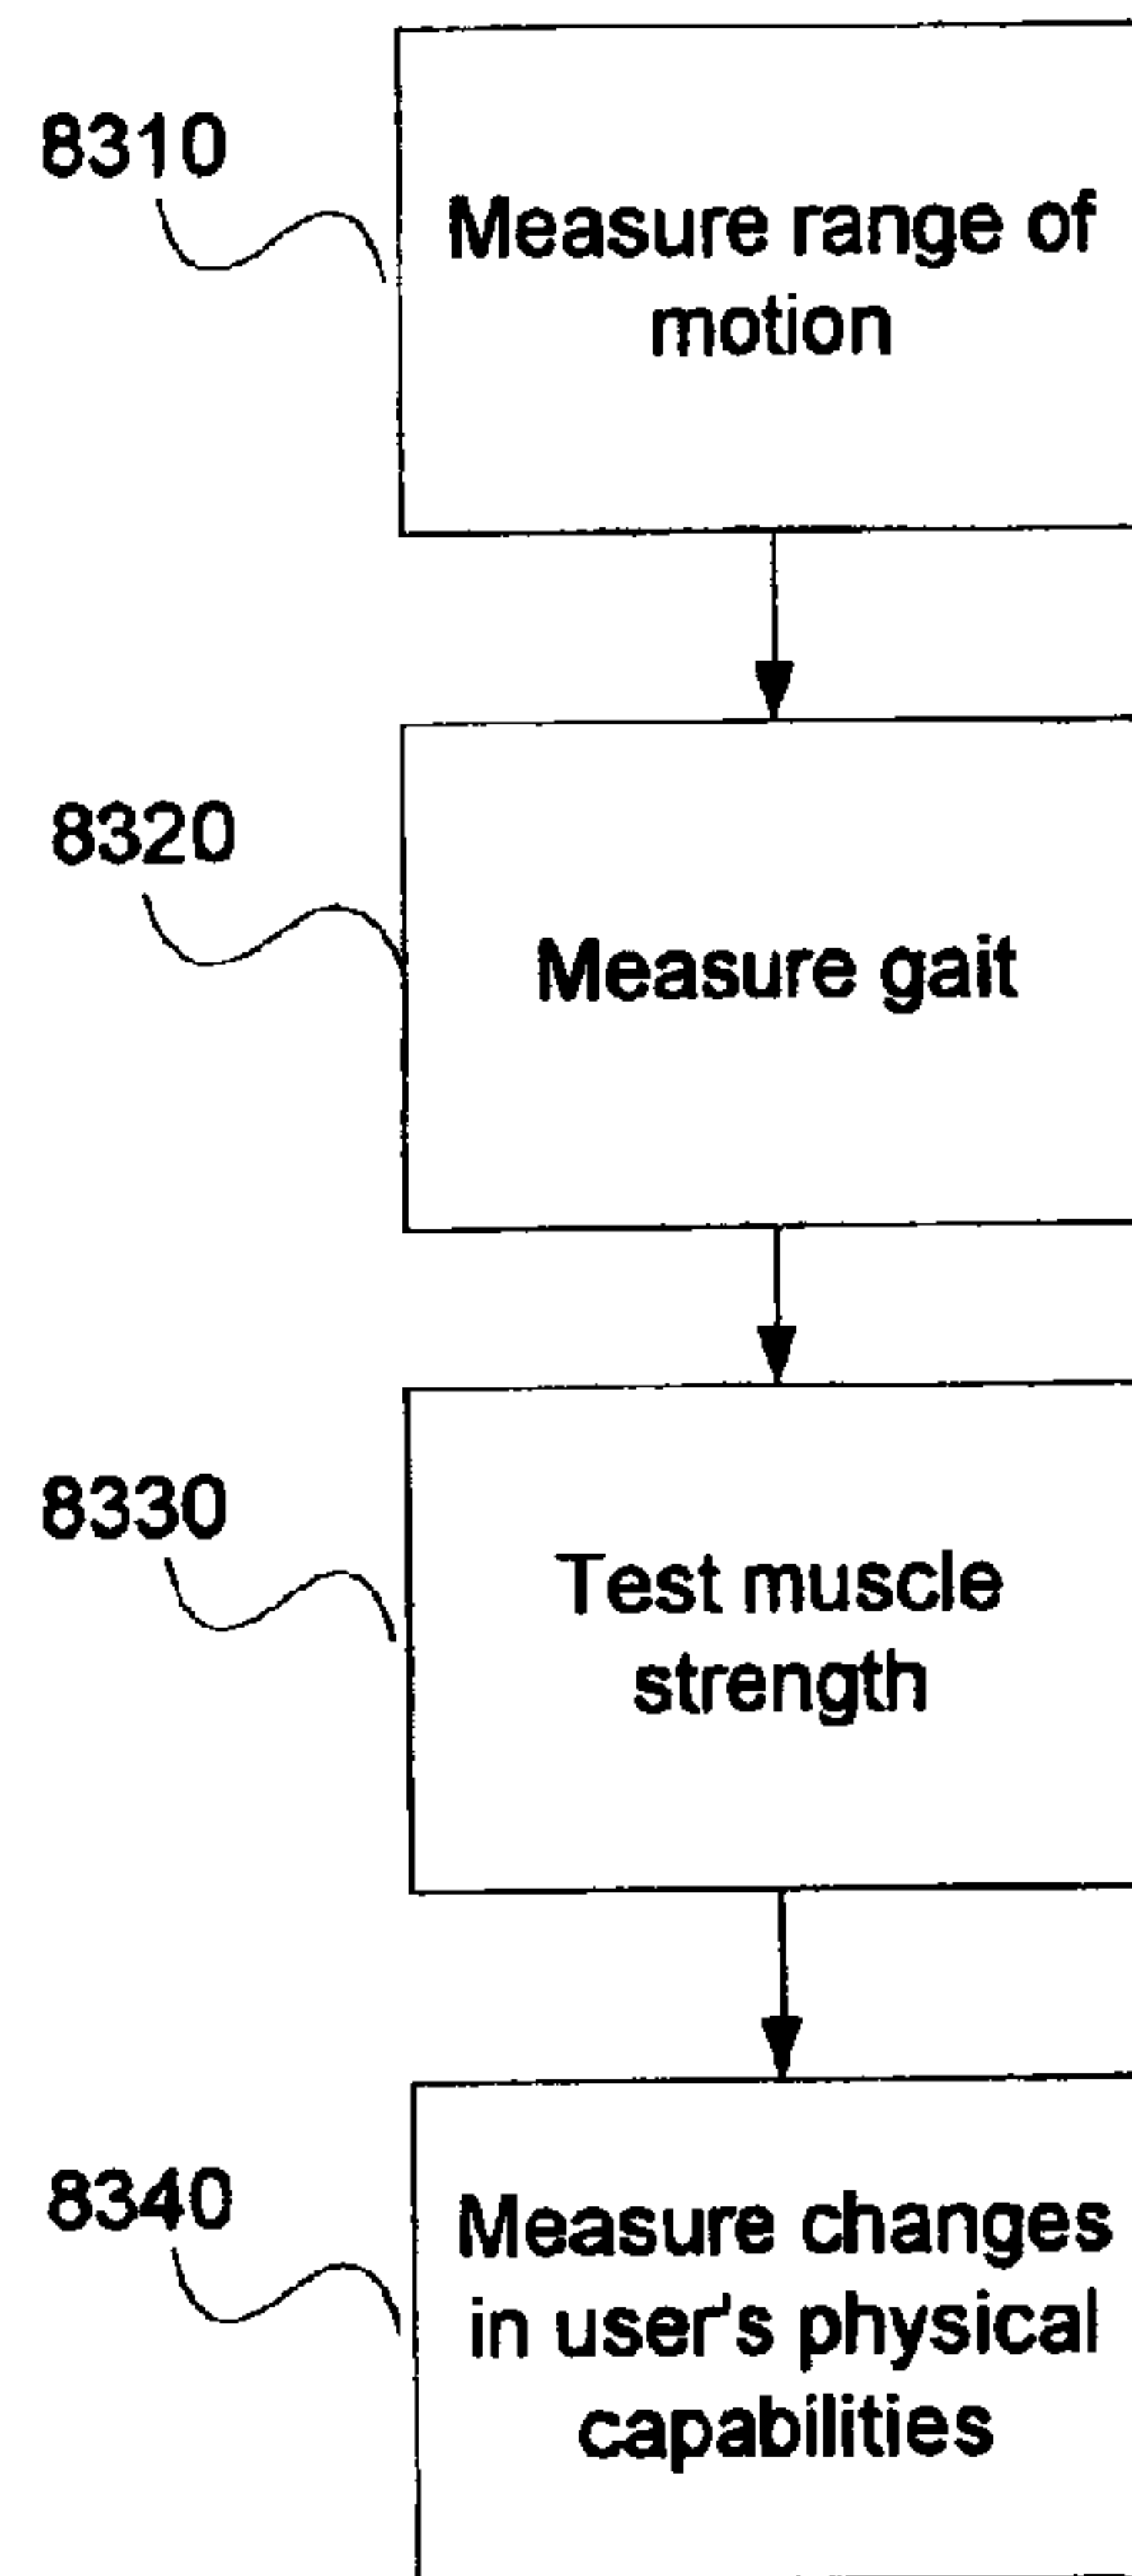 8310
Measure range of
motion
8320
Measure gait
8330
Test muscle
strength
8340
Measure changes
in user's physical
capabilities